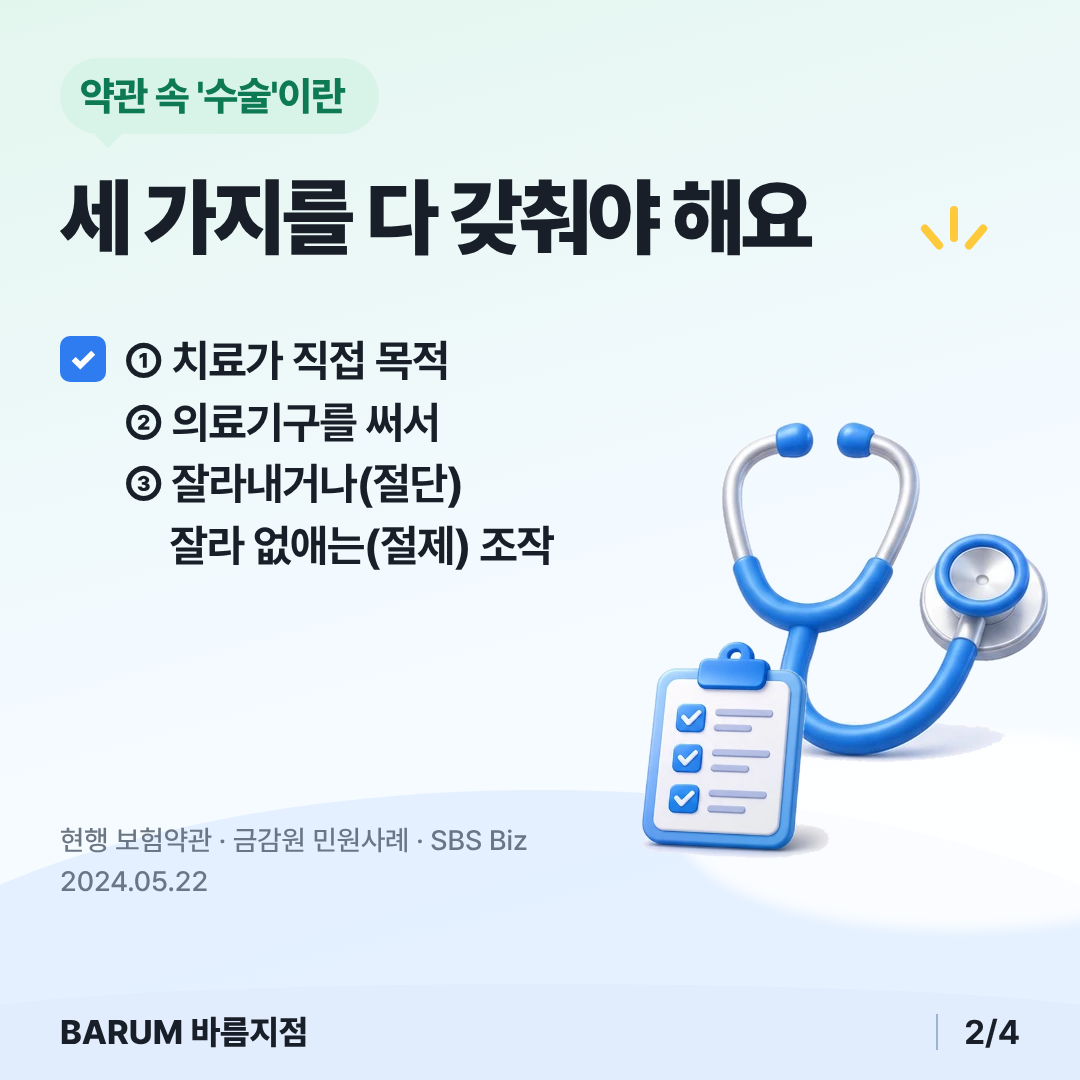 약관 속 '수술'이란
세 가지를 다 갖춰야 해요
① 치료가 직접 목적
② 의료기구를 써서
③ 잘라내거나(절단)
잘라 없애는(절제) 조작
현행 보험약관 · 금감원 민원사례 · SBS Biz
2024.05.22
BARUM 바름지점
2/4